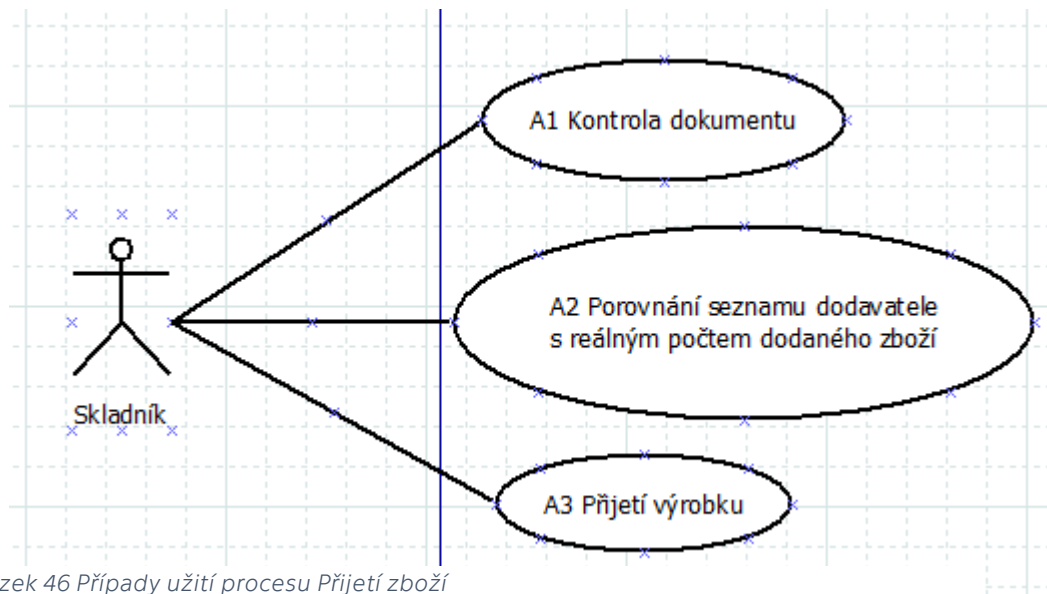 A1 Kontrola dokumentu
A2 Porovnání seznamu dodavatele
s reálným počtem dodaného zboží
Skladník
A3 Přijetí výrobku
zek 46 Případy užití procesu Přijetí zboží